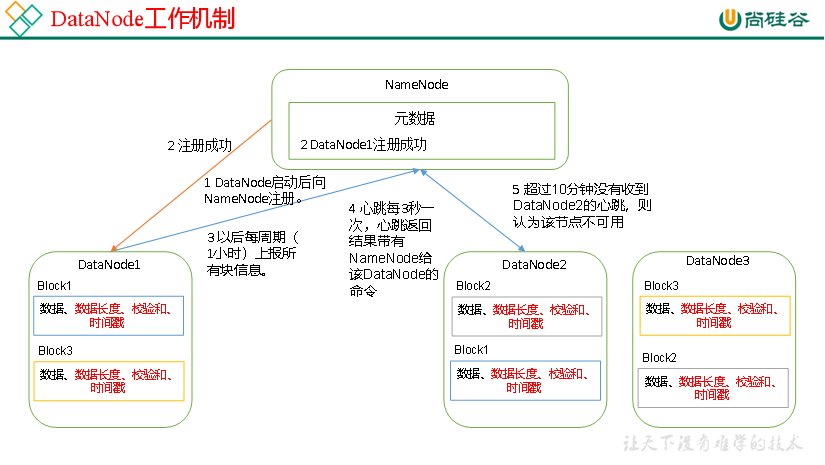 DataNode工作机制
尚硅谷
NameNode
元数据
2 DataNode1注册成功
2 注册成功
1 DataNode启动后向
NameNode注册。
3 以后每周期（
1小时）上报所
有块信息。
4 心跳每3秒一
次，心跳返回
结果带有
NameNode给
该DataNode的
命令
5 超过10分钟没有收到
DataNode2的心跳，则
认为该节点不可用
DataNode1
Block1
数据、数据长度、校验和、
时间戳
Block3
数据、数据长度、校验和、
时间戳
DataNode2
Block2
数据、数据长度、校验和、
时间戳
Block1
数据、数据长度、校验和、
时间戳
DataNode3
Block3
数据、数据长度、校验和、
时间戳
Block2
数据、数据长度、校验和、
时间戳
让天下没有难学的技术